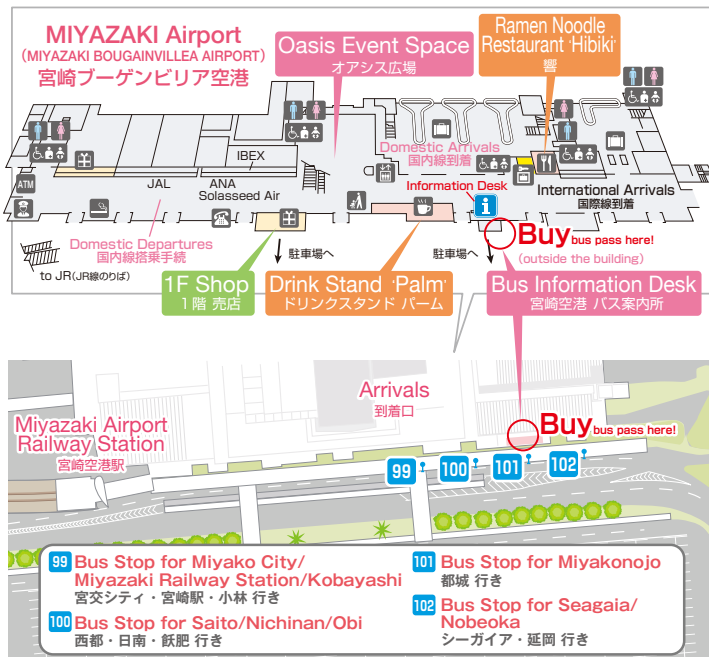 MIYAZAKI Airport
(MIYAZAKI BOUGAINVILLEA AIRPORT)
宮崎ブーゲンビリア空港
Oasis Event Space
オアシス広場
Ramen Noodle
Restaurant 'Hibiki'
響
Domestic Arrivals
国内線到着
IBEX
ATM
JAL
ANA
Solasseed Air
Information Desk
i
International Arrivals
国際線到着
Domestic Departures
国内線搭乗手続
to JR(JR線のりば)
駐車場へ
駐車場へ
Buy bus pass here!
(outside the building)
1F Shop
1階 売店
Drink Stand 'Palm'
ドリンクスタンド パーム
Bus Information Desk
宮崎空港 バス案内所
Arrivals
到着口
Miyazaki Airport
Railway Station
宮崎空港駅
Buy bus pass here!
99
100
101
102
99 Bus Stop for Miyako City/
Miyazaki Railway Station/Kobayashi
宮交シティ・宮崎駅・小林 行き
100 Bus Stop for Saito/Nichinan/Obi
西都・日南・飫肥 行き
101 Bus Stop for Miyakonojo
都城 行き
102 Bus Stop for Seagaia/
Nobeoka
シーガイア・延岡 行き